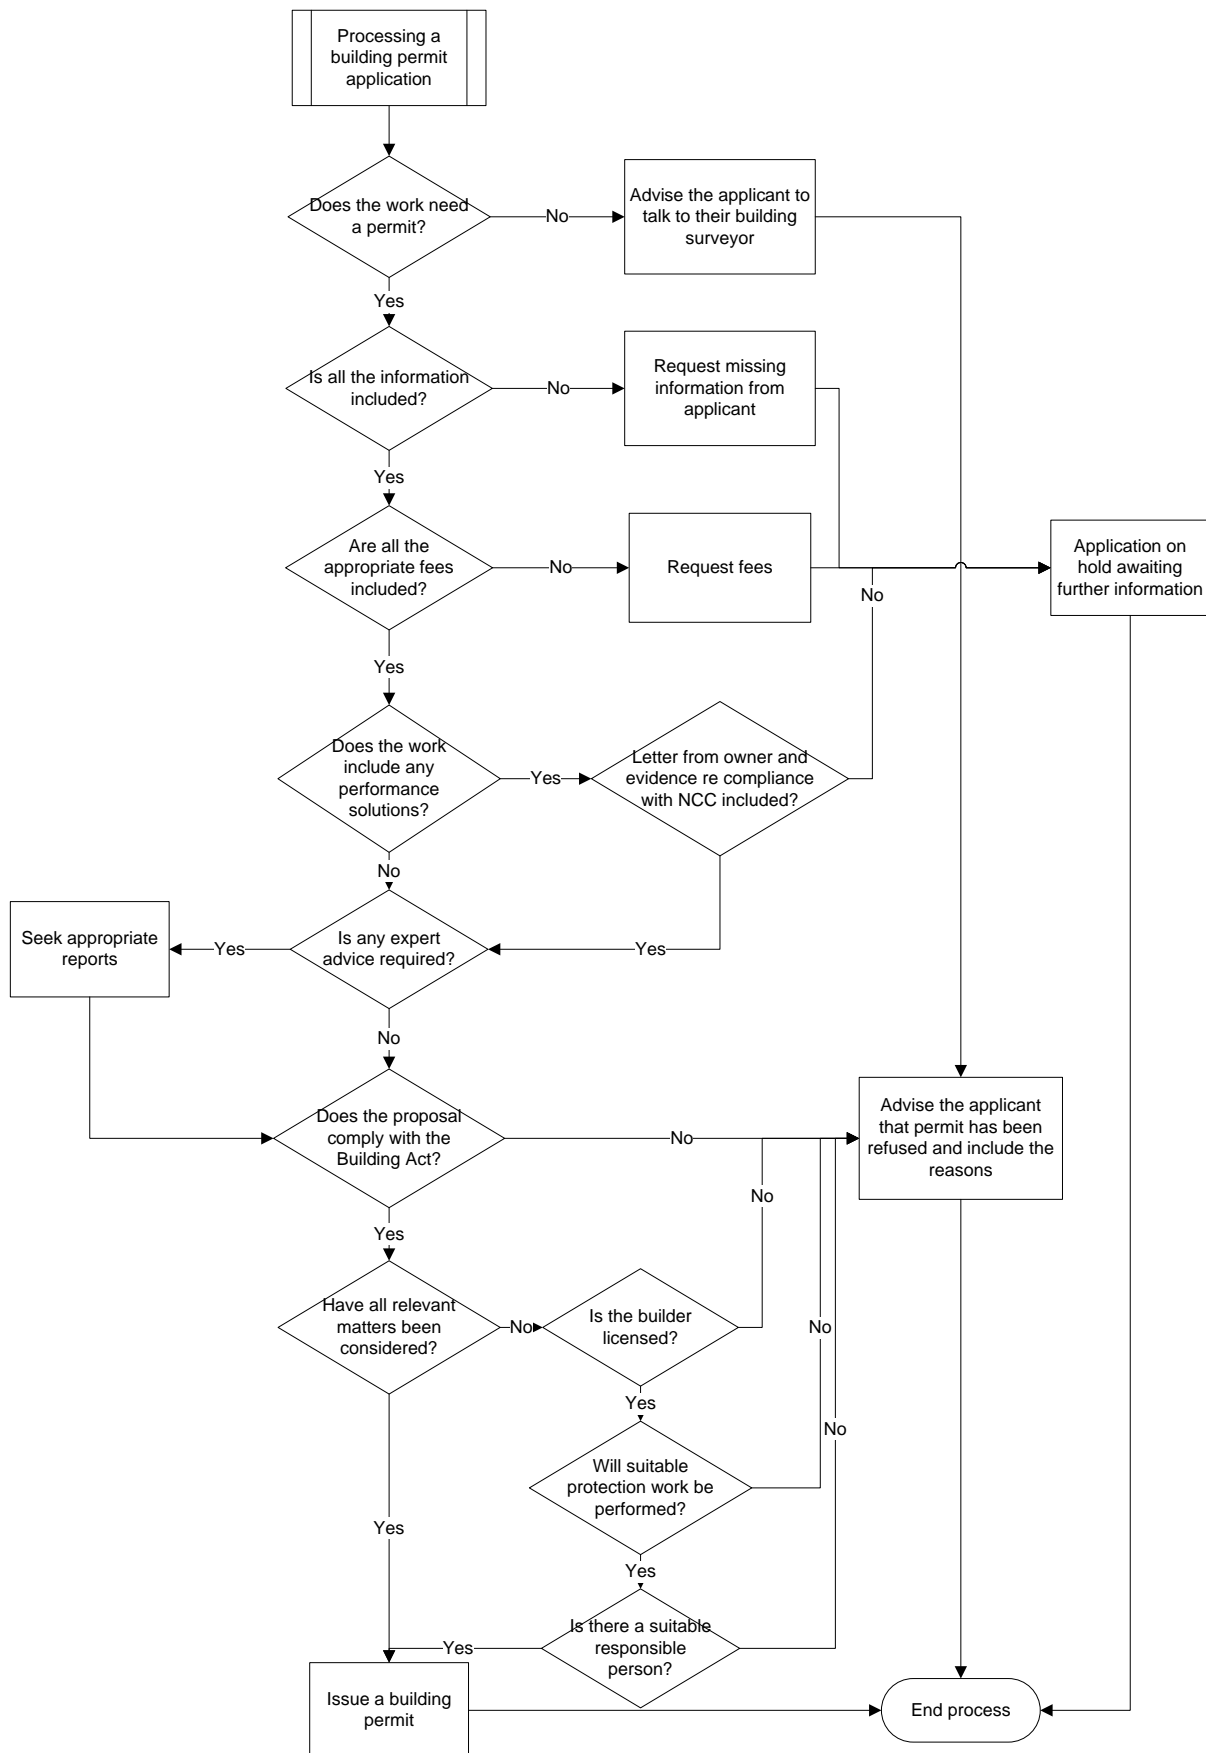 Processing a
building permit
application
Does the work need
a permit?
No
Advise the applicant to
talk to their building
surveyor
Yes
Is all the information
included?
No
Request missing
information from
applicant
Yes
Are all the
appropriate fees
included?
No
Request fees
Application on
hold awaiting
further information
No
Yes
Does the work
include any
performance
solutions?
Yes
Letter from owner and
evidence re compliance
with NCC included?
No
Seek appropriate
reports
Yes
Is any expert
advice required?
Yes
No
Does the proposal
comply with the
Building Act?
No
Advise the applicant
that permit has been
refused and include the
reasons
No
Yes
Have all relevant
matters been
considered?
No
Is the builder
licensed?
No
No
Yes
Will suitable
protection work be
performed?
Yes
Yes
Is there a suitable
responsible
person?
Yes
Issue a building
permit
End process